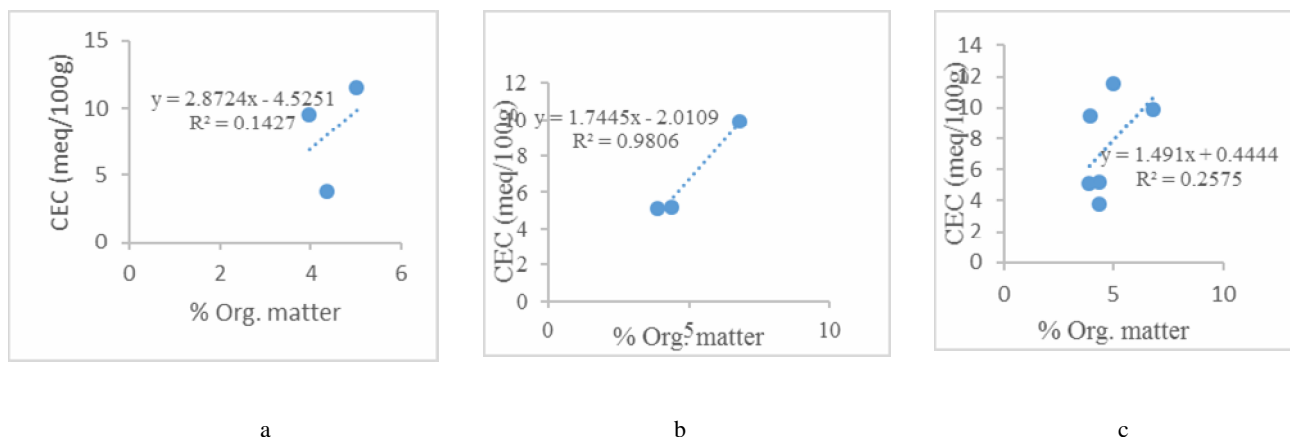 CEC (meq/100g)
15
10
5
0
y = 2.8724x - 4.5251
R² = 0.1427
0 2 4 6
% Org. matter
CEC (meq/100g)
12
10
8
6
4
2
0
y = 1.7445x - 2.0109
R² = 0.9806
0 5 10
% Org. matter
CEC (meq/100g)
14
12
10
8
6
4
2
0
y = 1.491x + 0.4444
R² = 0.2575
0 5 10
% Org. matter
a b c